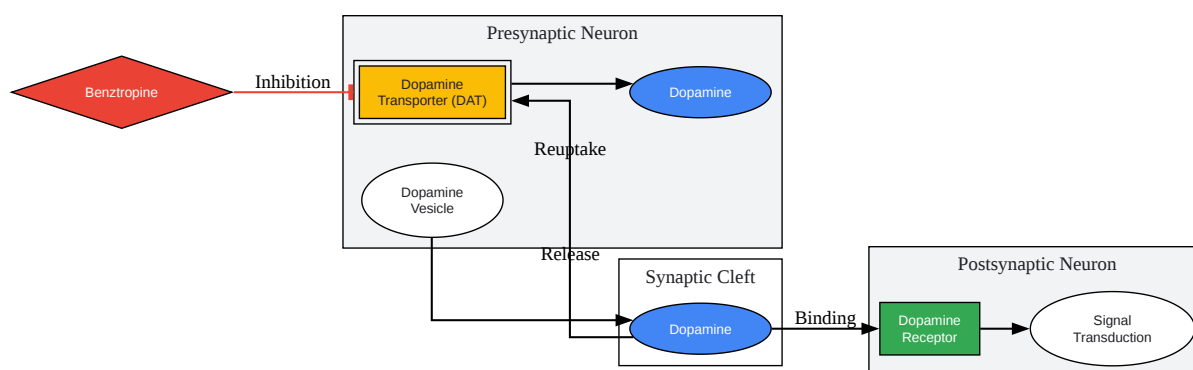 Presynaptic Neuron
Benztropine
Inhibition
Dopamine
Transporter (DAT)
Dopamine
Reuptake
Dopamine
Vesicle
Release
Synaptic Cleft
Dopamine
Binding
Postsynaptic Neuron
Dopamine
Receptor
Signal
Transduction